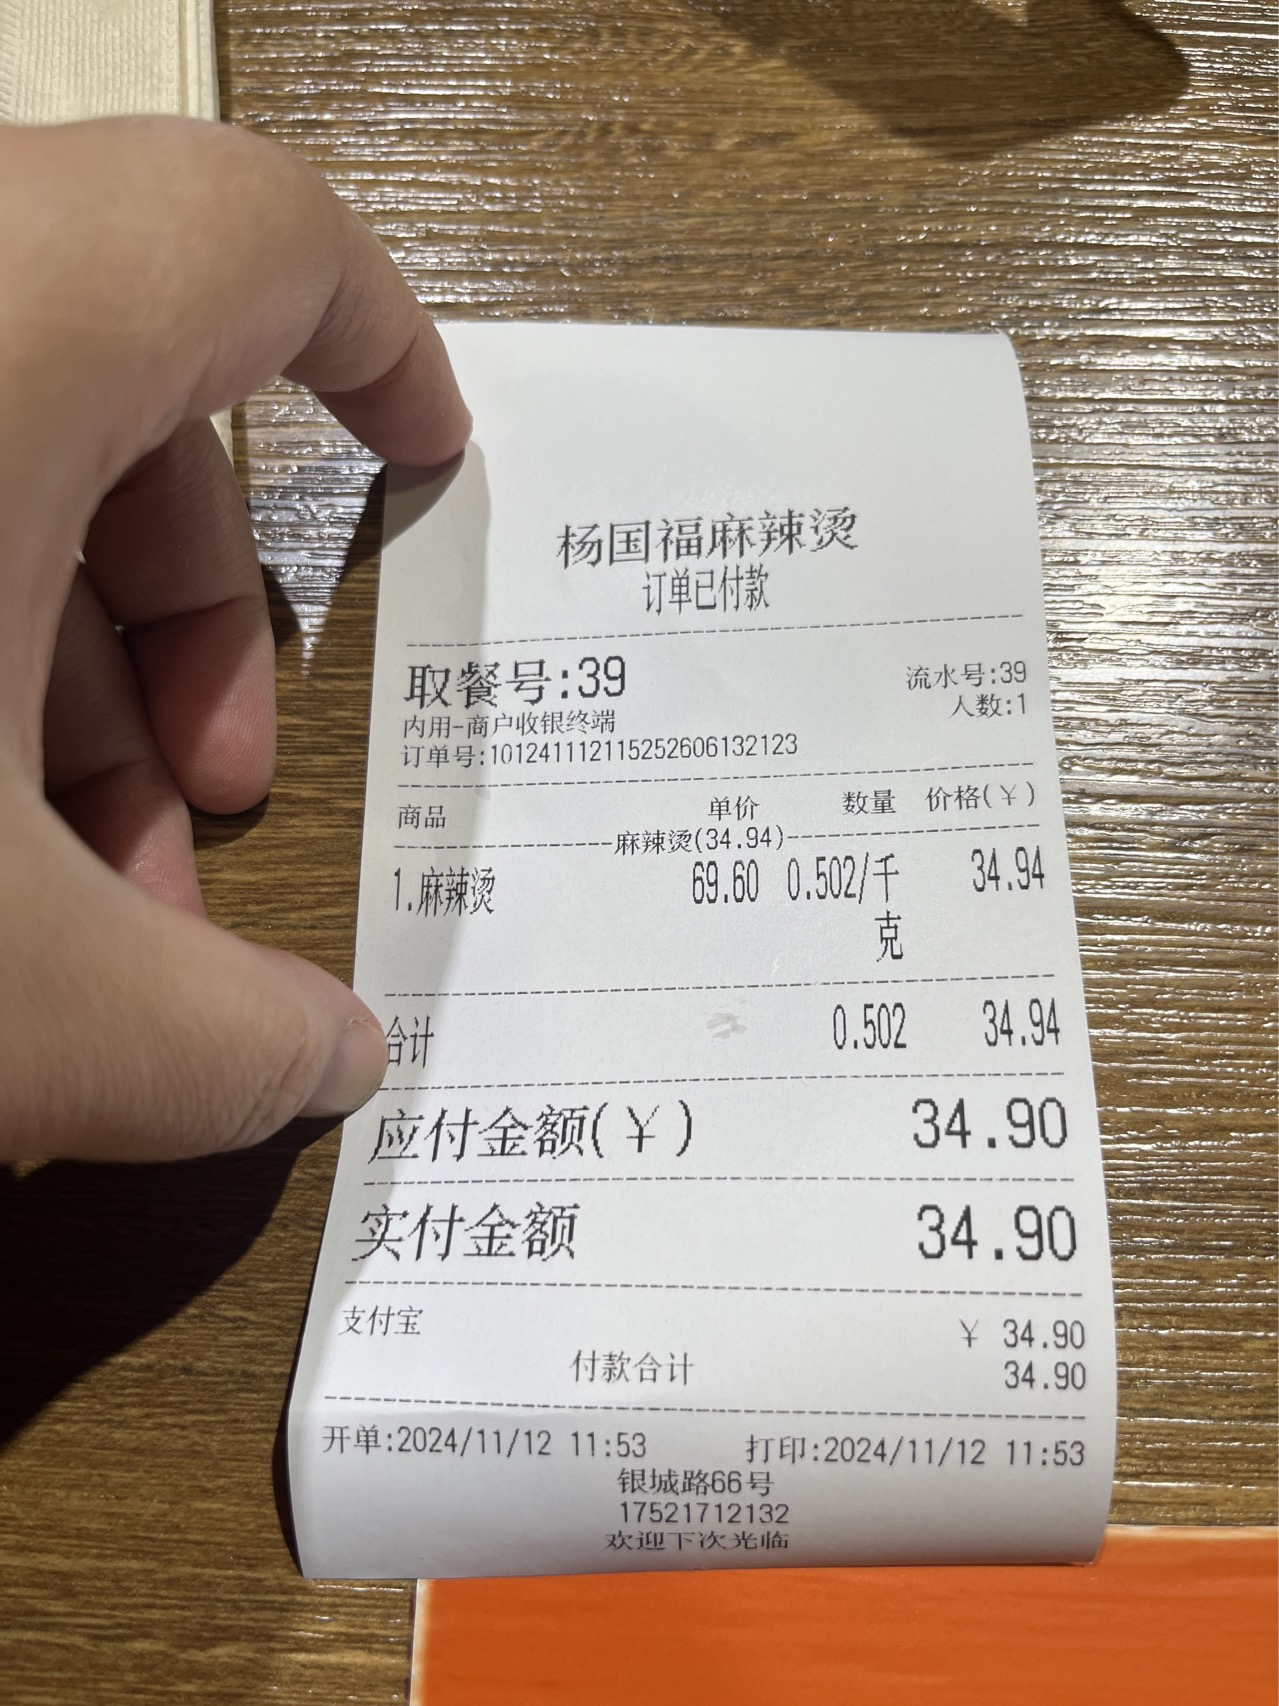 杨国福麻辣烫
订单已付款
取餐号:39 流水号:39
内用-商户收银终端 人数:1
订单号:101241112115252606132123
商品 单价 数量 价格(￥)
麻辣烫(34.94)
1.麻辣烫 69.60 0.502/千克 34.94
合计 0.502 34.94
应付金额(￥) 34.90
实付金额 34.90
支付宝 ￥ 34.90
付款合计 34.90
开单:2024/11/12 11:53 打印:2024/11/12 11:53
银城路66号
17521712132
欢迎下次光临